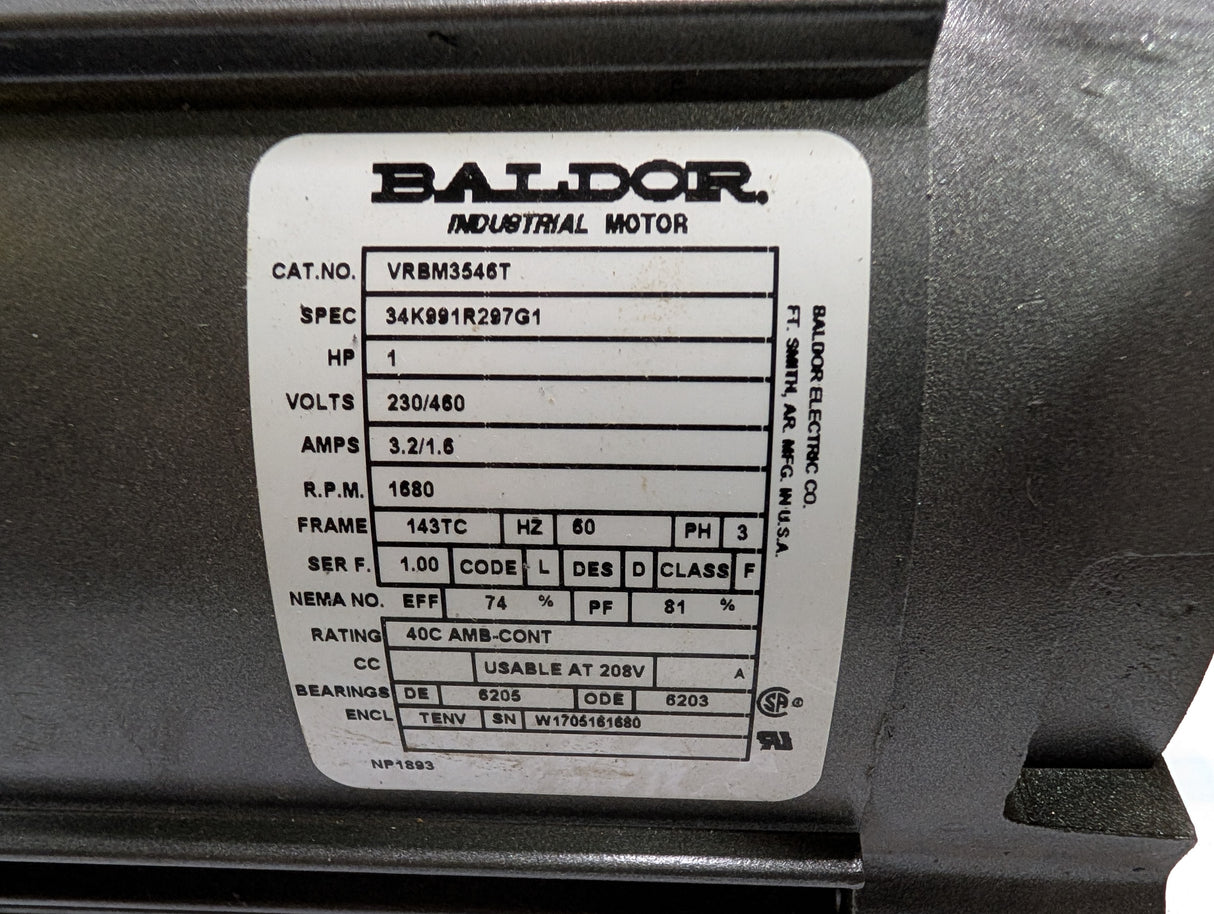 BALDOR.
INDUSTRIAL MOTOR
CAT.NO. VRBM3546T
SPEC 34K991R297G1
HP 1
VOLTS 230/460
AMPS 3.2/1.6
R.P.M. 1680
FRAME 143TC HZ 60 PH 3
SER F. 1.00 CODE L DES D CLASS F
NEMA NO. EFF 74 % PF 81 %
RATING 40C AMB-CONT
CC USABLE AT 208V A
BEARINGS DE 6205 ODE 6203
ENCL TENV SN W1705161680
NP1893
BALDOR ELECTRIC CO.
FT. SMITH, AR. MFG. IN U.S.A.
SP ®
UR